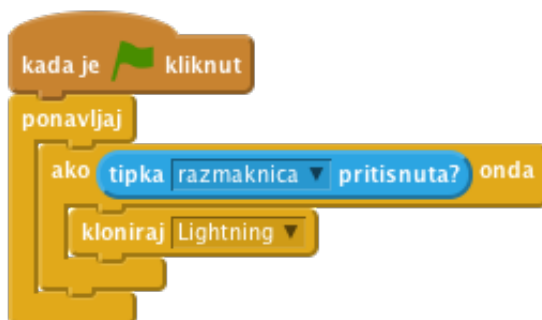 kada je kliknut
ponavljaj
ako tipka razmaknica pritisnuta? onda
kloniraj Lightning